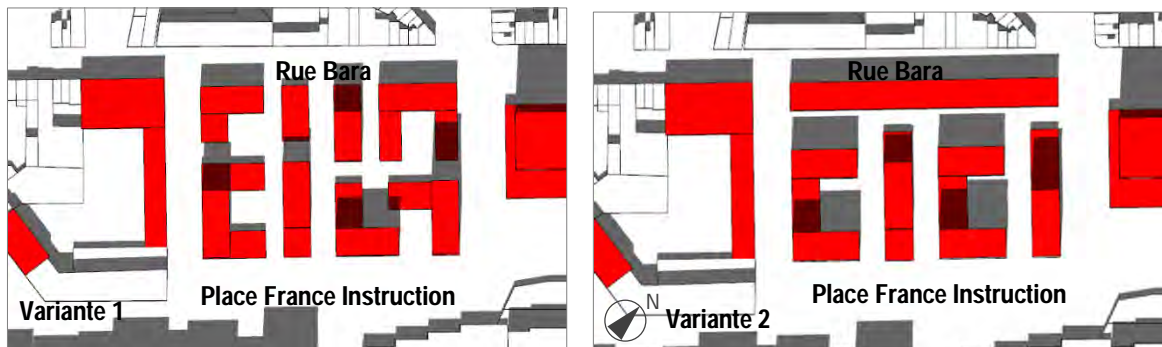 Rue Bara
Place France Instruction
Variante 1
Rue Bara
Place France Instruction
N
Variante 2